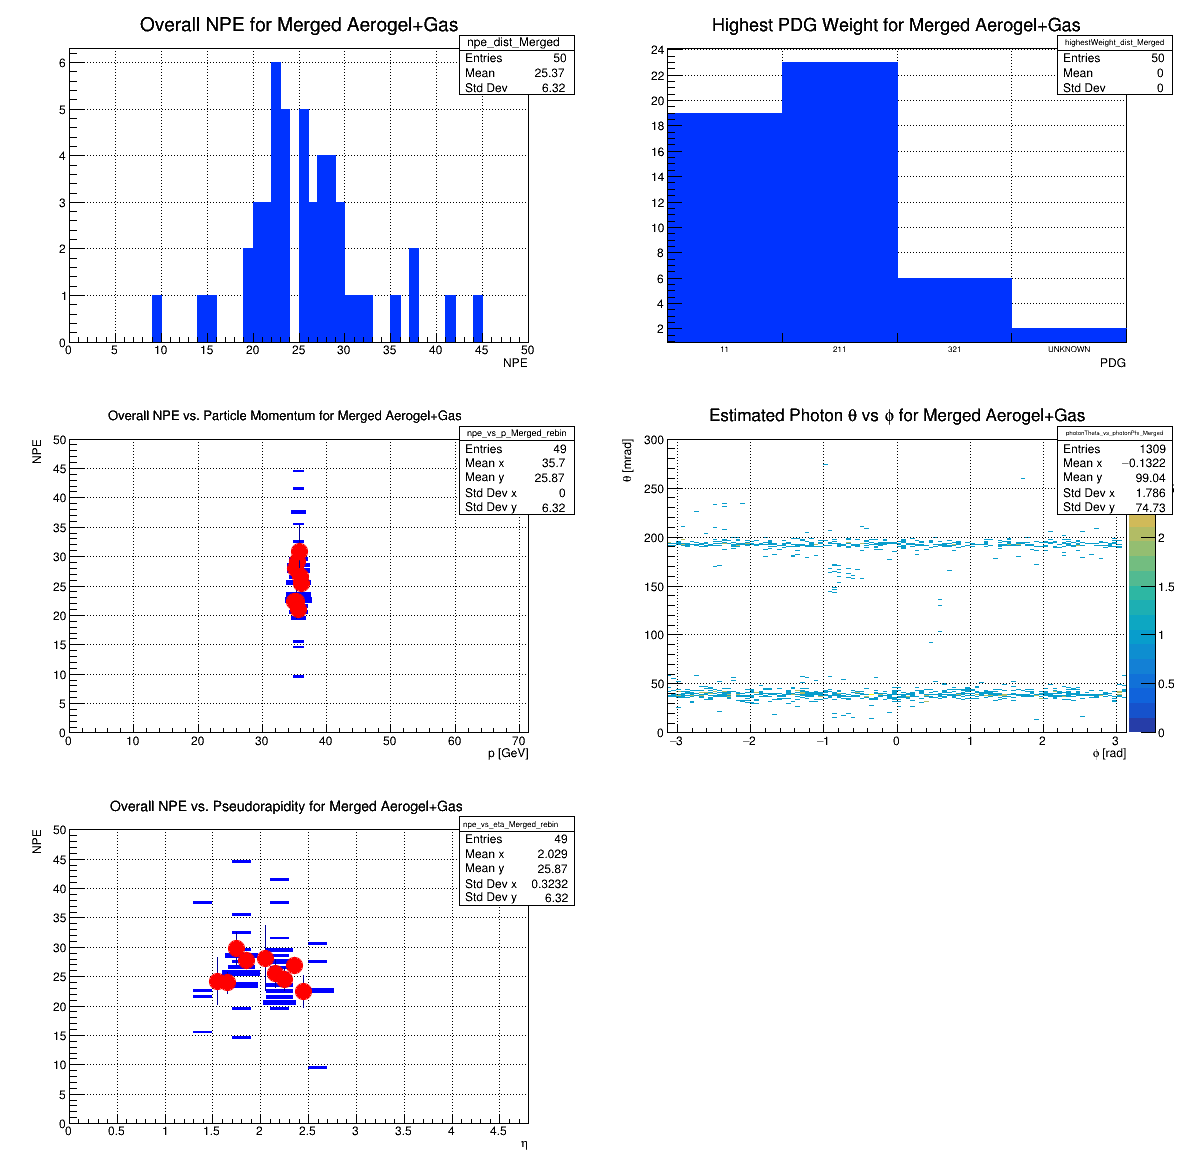 Overall NPE for Merged Aerogel+Gas
npe_dist_Merged
Entries 50
Mean 25.37
Std Dev 6.32
6
5
4
3
2
1
0
0 5 10 15 20 25 30 35 40 45 50
NPE
Highest PDG Weight for Merged Aerogel+Gas
highestWeight_dist_Merged
Entries 50
Mean 0
Std Dev 0
24
22
20
18
16
14
12
10
8
6
4
2
11 211 321 UNKNOWN
PDG
Overall NPE vs. Particle Momentum for Merged Aerogel+Gas
npe_vs_p_Merged_rebin
Entries 49
Mean x 35.7
Mean y 25.87
Std Dev x 0
Std Dev y 6.32
NPE
50
45
40
35
30
25
20
15
10
5
0
0 10 20 30 40 50 60 70
p [GeV]
Estimated Photon θ vs ϕ for Merged Aerogel+Gas
photonTheta_vs_photonPhi_Merged
Entries 1309
Mean x −0.1322
Mean y 99.04
Std Dev x 1.786
Std Dev y 74.73
θ [mrad]
300
250
200
150
100
50
0
−3 −2 −1 0 1 2 3
ϕ [rad]
2
1.5
1
0.5
0
Overall NPE vs. Pseudorapidity for Merged Aerogel+Gas
npe_vs_eta_Merged_rebin
Entries 49
Mean x 2.029
Mean y 25.87
Std Dev x 0.3232
Std Dev y 6.32
NPE
50
45
40
35
30
25
20
15
10
5
0
0 0.5 1 1.5 2 2.5 3 3.5 4 4.5
η